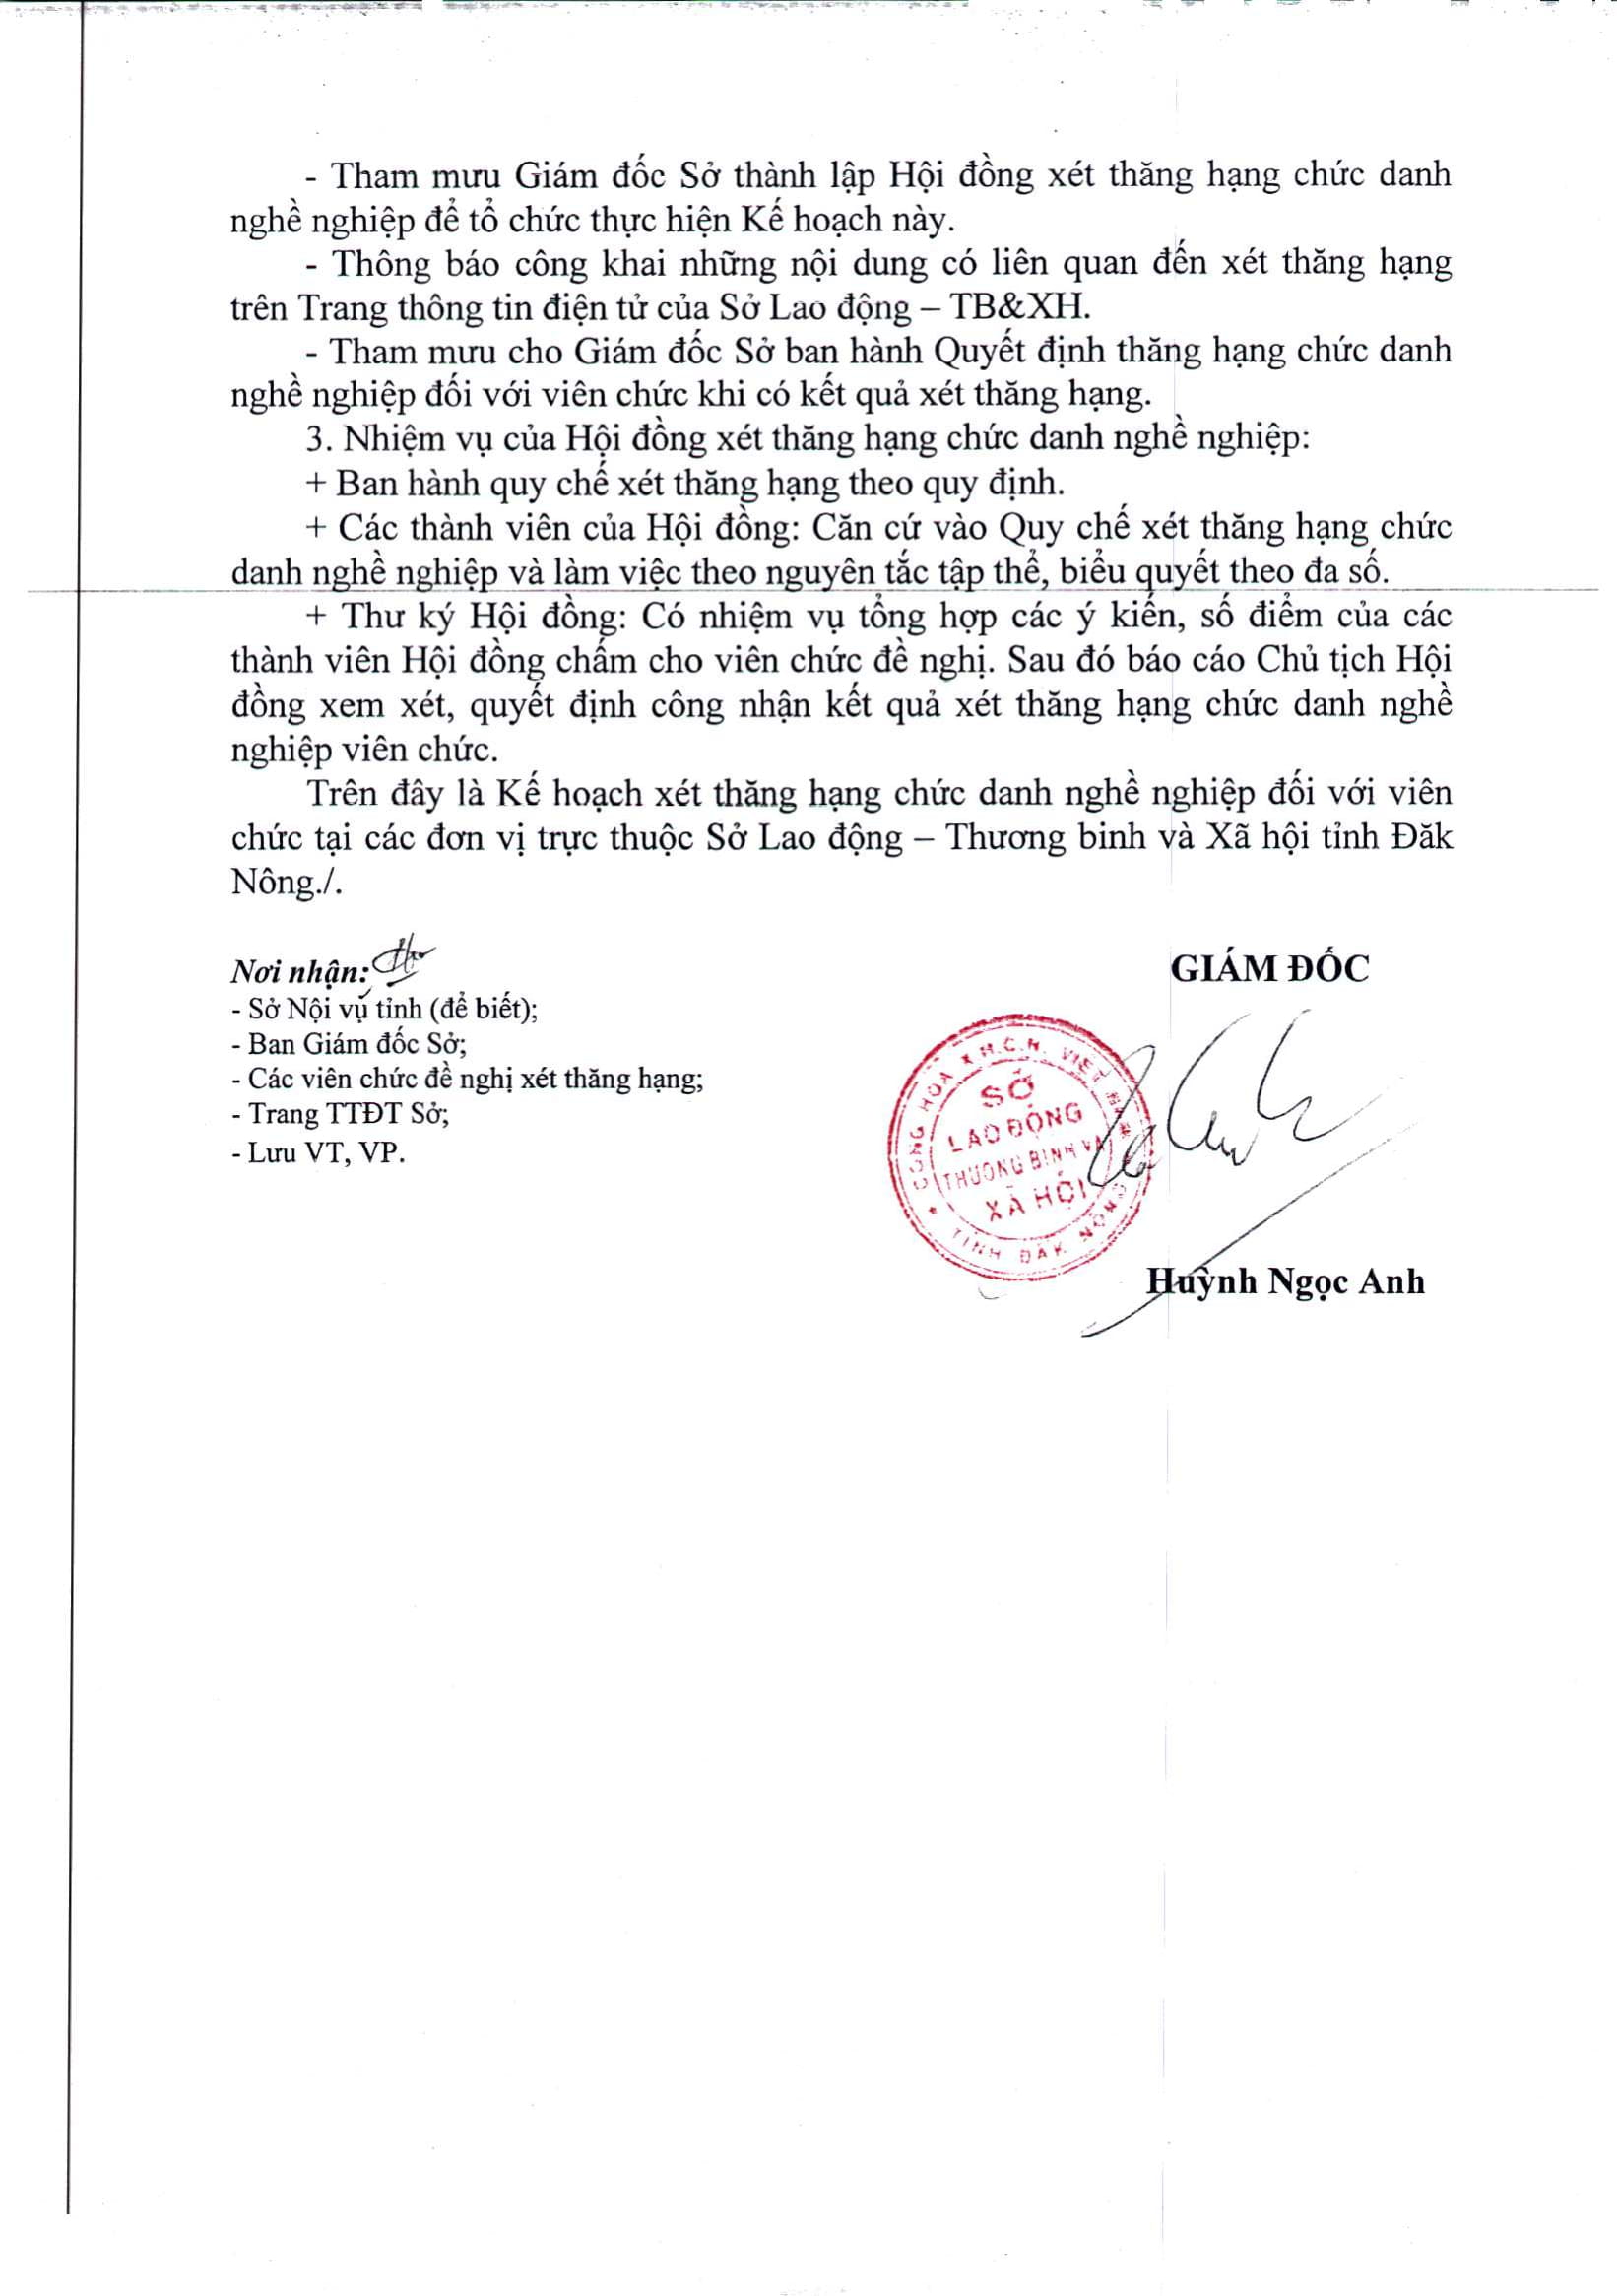 - Tham mưu Giám đốc Sở thành lập Hội đồng xét thăng hạng chức danh
nghề nghiệp để tổ chức thực hiện Kế hoạch này.
- Thông báo công khai những nội dung có liên quan đến xét thăng hạng
trên Trang thông tin điện tử của Sở Lao động – TB&XH.
- Tham mưu cho Giám đốc Sở ban hành Quyết định thăng hạng chức danh
nghề nghiệp đối với viên chức khi có kết quả xét thăng hạng.
3. Nhiệm vụ của Hội đồng xét thăng hạng chức danh nghề nghiệp:
+ Ban hành quy chế xét thăng hạng theo quy định.
+ Các thành viên của Hội đồng: Căn cứ vào Quy chế xét thăng hạng chức
danh nghề nghiệp và làm việc theo nguyên tắc tập thể, biểu quyết theo đa số.
+ Thư ký Hội đồng: Có nhiệm vụ tổng hợp các ý kiến, số điểm của các
thành viên Hội đồng chấm cho viên chức đề nghị. Sau đó báo cáo Chủ tịch Hội
đồng xem xét, quyết định công nhận kết quả xét thăng hạng chức danh nghề
nghiệp viên chức.
Trên đây là Kế hoạch xét thăng hạng chức danh nghề nghiệp đối với viên
chức tại các đơn vị trực thuộc Sở Lao động – Thương binh và Xã hội tỉnh Đăk
Nông./.
Nơi nhận:
- Sở Nội vụ tỉnh (để biết);
- Ban Giám đốc Sở;
- Các viên chức đề nghị xét thăng hạng;
- Trang TTĐT Sở;
- Lưu VT, VP.
GIÁM ĐỐC
CỘNG HÒA X.H.C.N. VIỆT NAM
SỞ
LAO ĐỘNG
THƯƠNG BINH VÀ
XÃ HỘI
TỈNH ĐĂK NÔNG
Huỳnh Ngọc Anh